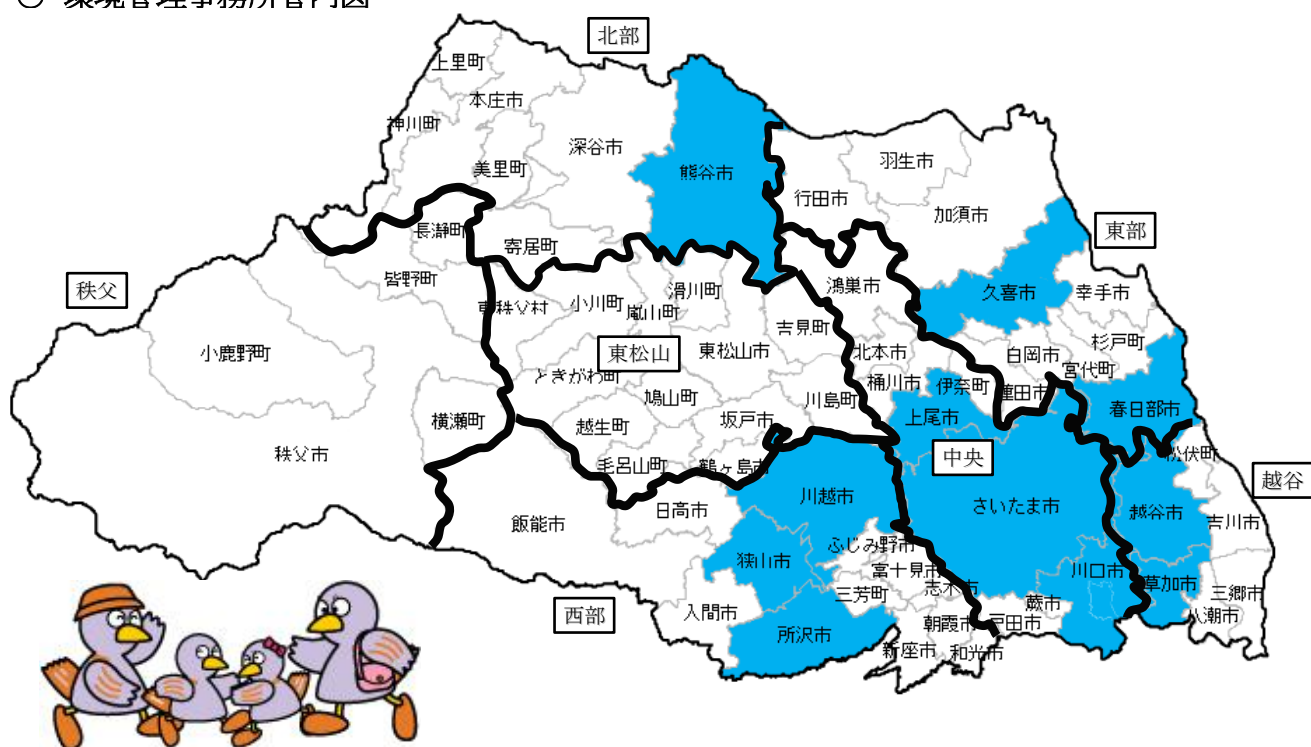 ○ 環境管理事務所管内図
北部
上里町
本庄市
神川町
深谷市
美里町
熊谷市
寄居町
長瀞町
皆野町
秩父
小鹿野町
横瀬町
秩父市
東秩父村
小川町
嵐山町
滑川町
吉見町
東松山
東松山市
ときがわ町
鳩山町
川島町
越生町
坂戸市
毛呂山町
鶴ヶ島市
羽生市
行田市
加須市
東部
久喜市
幸手市
杉戸町
白岡市
宮代町
蓮田市
春日部市
鴻巣市
北本市
桶川市
伊奈町
上尾市
中央
さいたま市
川口市
蕨市
戸田市
松伏町
越谷
越谷市
吉川市
草加市
三郷市
八潮市
川越市
日高市
飯能市
狭山市
ふじみ野市
富士見市
三芳町
志木市
入間市
所沢市
朝霞市
新座市
和光市
西部